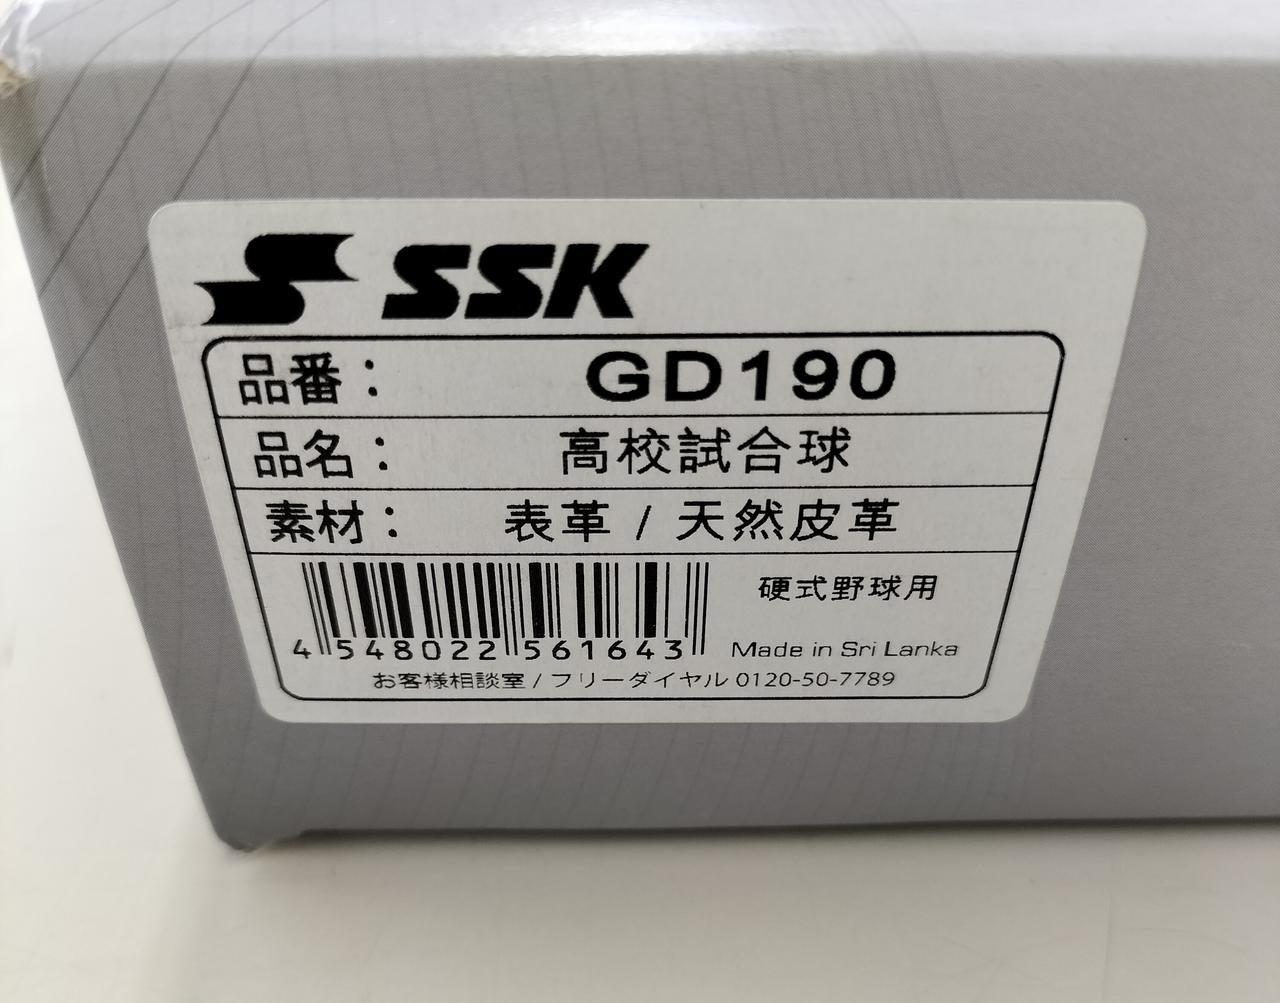 SSK
品番： GD190
品名： 高校試合球
素材： 表革 / 天然皮革
硬式野球用
4 548022 561643
Made in Sri Lanka
お客様相談室 / フリーダイヤル 0120-50-7789